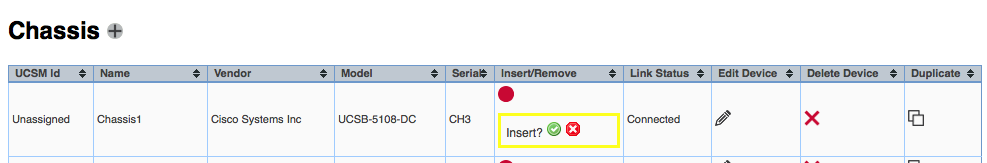 Chassis
UCSM Id Name Vendor Model Serial Insert/Remove Link Status Edit Device Delete Device Duplicate
Unassigned Chassis1 Cisco Systems Inc UCSB-5108-DC CH3 Connected
Insert?